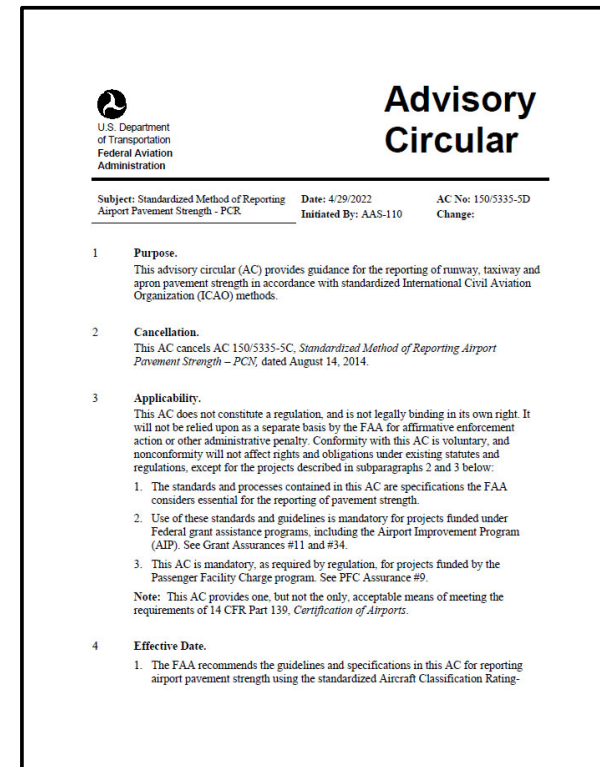 Advisory
Circular
U.S. Department
of Transportation
Federal Aviation
Administration
Subject: Standardized Method of Reporting
Airport Pavement Strength - PCR
Date: 4/29/2022
Initiated By: AAS-110
AC No: 150/5335-5D
Change:
1 Purpose.
This advisory circular (AC) provides guidance for the reporting of runway, taxiway and
apron pavement strength in accordance with standardized International Civil Aviation
Organization (ICAO) methods.
2 Cancellation.
This AC cancels AC 150/5335-5C, Standardized Method of Reporting Airport
Pavement Strength – PCN, dated August 14, 2014.
3 Applicability.
This AC does not constitute a regulation, and is not legally binding in its own right. It
will not be relied upon as a separate basis by the FAA for affirmative enforcement
action or other administrative penalty. Conformity with this AC is voluntary, and
nonconformity will not affect rights and obligations under existing statutes and
regulations, except for the projects described in subparagraphs 2 and 3 below:
1. The standards and processes contained in this AC are specifications the FAA
considers essential for the reporting of pavement strength.
2. Use of these standards and guidelines is mandatory for projects funded under
Federal grant assistance programs, including the Airport Improvement Program
(AIP). See Grant Assurances #11 and #34.
3. This AC is mandatory, as required by regulation, for projects funded by the
Passenger Facility Charge program. See PFC Assurance #9.
Note: This AC provides one, but not the only, acceptable means of meeting the
requirements of 14 CFR Part 139, Certification of Airports.
4 Effective Date.
1. The FAA recommends the guidelines and specifications in this AC for reporting
airport pavement strength using the standardized Aircraft Classification Rating-